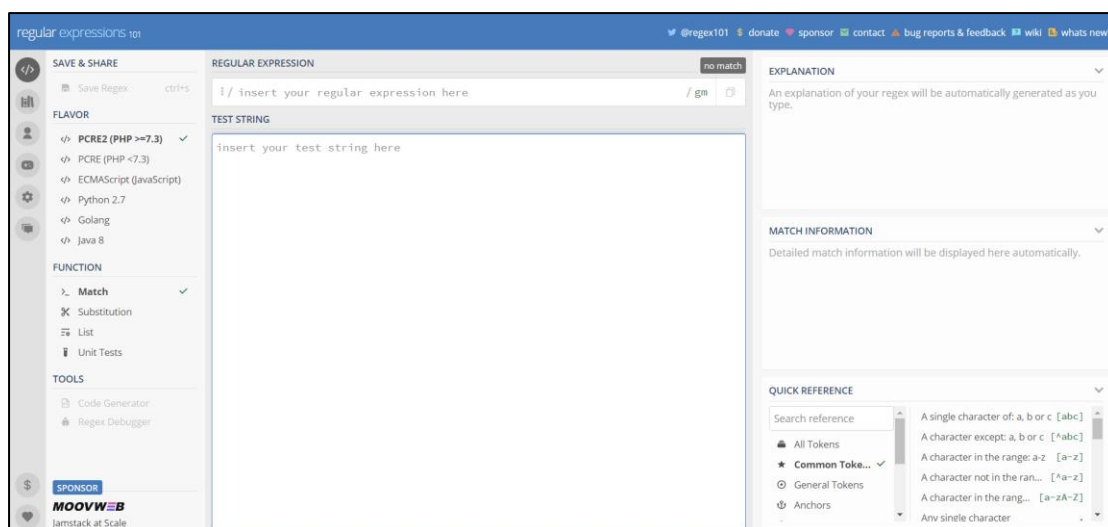 regular expressions 101
@regex101 $ donate sponsor contact bug reports & feedback wiki whats new
SAVE & SHARE
Save Regex ctrl+s
FLAVOR
</> PCRE2 (PHP >=7.3)
</> PCRE (PHP <7.3)
</> ECMAScript (JavaScript)
</> Python 2.7
</> Golang
</> Java 8
FUNCTION
>_ Match
Substitution
List
Unit Tests
TOOLS
Code Generator
Regex Debugger
$
SPONSOR
MOOVWEB
Jamstack at Scale
REGULAR EXPRESSION
no match
/ insert your regular expression here / gm
TEST STRING
insert your test string here
EXPLANATION
An explanation of your regex will be automatically generated as you
type.
MATCH INFORMATION
Detailed match information will be displayed here automatically.
QUICK REFERENCE
Search reference
All Tokens
Common Toke...
General Tokens
Anchors
A single character of: a, b or c [abc]
A character except: a, b or c [^abc]
A character in the range: a-z [a-z]
A character not in the ran... [^a-z]
A character in the rang... [a-zA-Z]
Any single character .